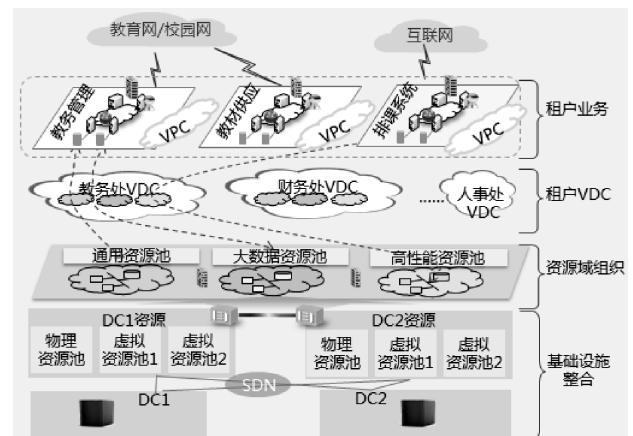 教育网/校园网
互联网
教务管理
VPC
教材供应
VPC
排课系统
VPC
租户业务
教务处VDC
财务处VDC
......
人事处
VDC
租户VDC
通用资源池
大数据资源池
高性能资源池
资源域组织
DC1资源
DC2资源
物理
资源池
虚拟
资源池1
虚拟
资源池2
物理
资源池
虚拟
资源池1
虚拟
资源池2
基础设施
整合
SDN
DC1
DC2